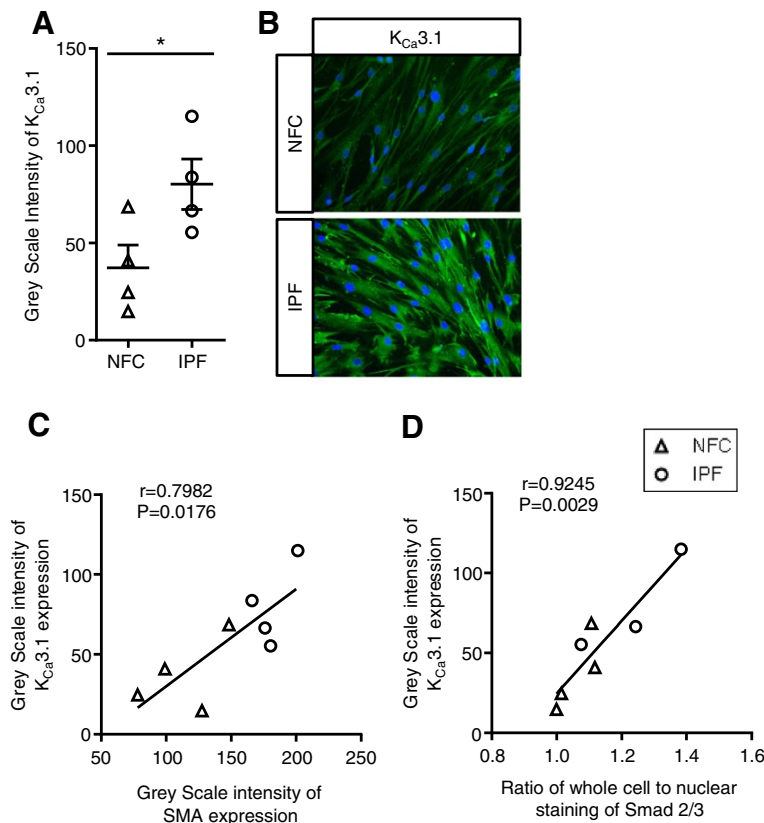 A
150
100
50
0
Grey Scale Intensity of KCa3.1
*
NFC
IPF
B
KCa3.1
NFC
IPF
C
r=0.7982
P=0.0176
150
100
50
0
Grey Scale intensity of
KCa3.1 expression
50
100
150
200
250
Grey Scale intensity of
SMA expression
D
NFC
IPF
r=0.9245
P=0.0029
150
100
50
0
Grey Scale intensity of
KCa3.1 expression
0.8
1.0
1.2
1.4
1.6
Ratio of whole cell to nuclear
staining of Smad 2/3